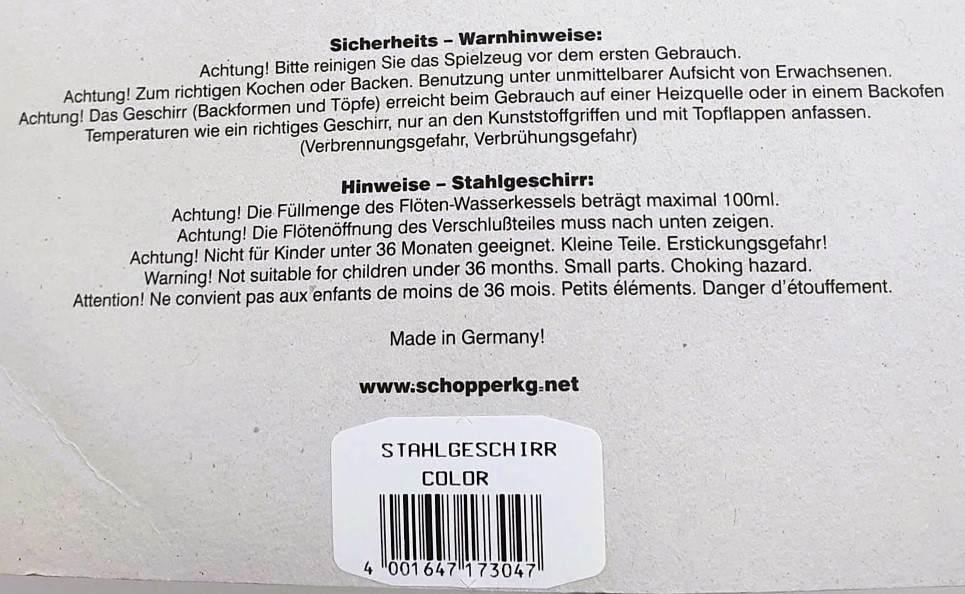 Sicherheits – Warnhinweise:
Achtung! Bitte reinigen Sie das Spielzeug vor dem ersten Gebrauch.
Achtung! Zum richtigen Kochen oder Backen. Benutzung unter unmittelbarer Aufsicht von Erwachsenen.
Achtung! Das Geschirr (Backformen und Töpfe) erreicht beim Gebrauch auf einer Heizquelle oder in einem Backofen
Temperaturen wie ein richtiges Geschirr, nur an den Kunststoffgriffen und mit Topflappen anfassen.
(Verbrennungsgefahr, Verbrühungsgefahr)
Hinweise – Stahlgeschirr:
Achtung! Die Füllmenge des Flöten-Wasserkessels beträgt maximal 100ml.
Achtung! Die Flötenöffnung des Verschlußteiles muss nach unten zeigen.
Achtung! Nicht für Kinder unter 36 Monaten geeignet. Kleine Teile. Erstickungsgefahr!
Warning! Not suitable for children under 36 months. Small parts. Choking hazard.
Attention! Ne convient pas aux enfants de moins de 36 mois. Petits éléments. Danger d'étouffement.
Made in Germany!
www.schopperkg.net
STAHLGESCHIRR
COLOR
4 001647 173047